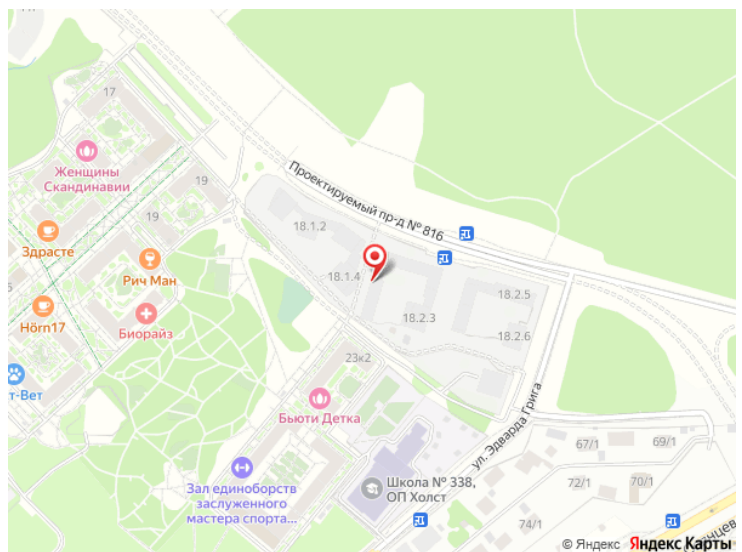 17
Женщины
Скандинавии
Проектируемый пр-д № 816
19
19
18.1.2
Здрасте
Рич Ман
18.1.4
18.2.5
Hörn17
Биорайз
18.2.3
18.2.6
23к2
т-Вет
Бьюти Детка
ул. Эдварда Грига
67/1
69/1
Зал единоборств
заслуженного
мастера спорта...
Школа № 338,
ОП Холст
72/1
70/1
74/1
© Яндекс Яндекс Карты